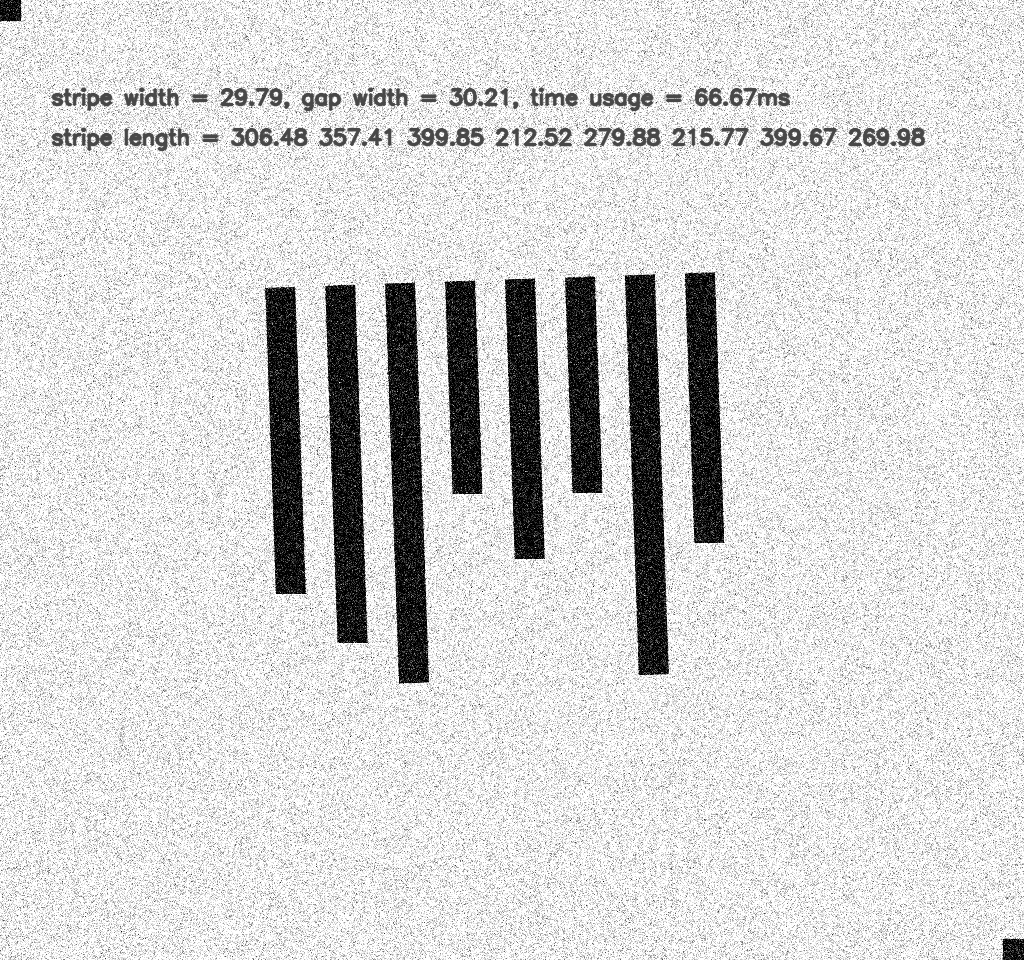 stripe width = 29.79, gap width = 30.21, time usage = 66.67ms
stripe length = 306.48 357.41 399.85 212.52 279.88 215.77 399.67 269.98